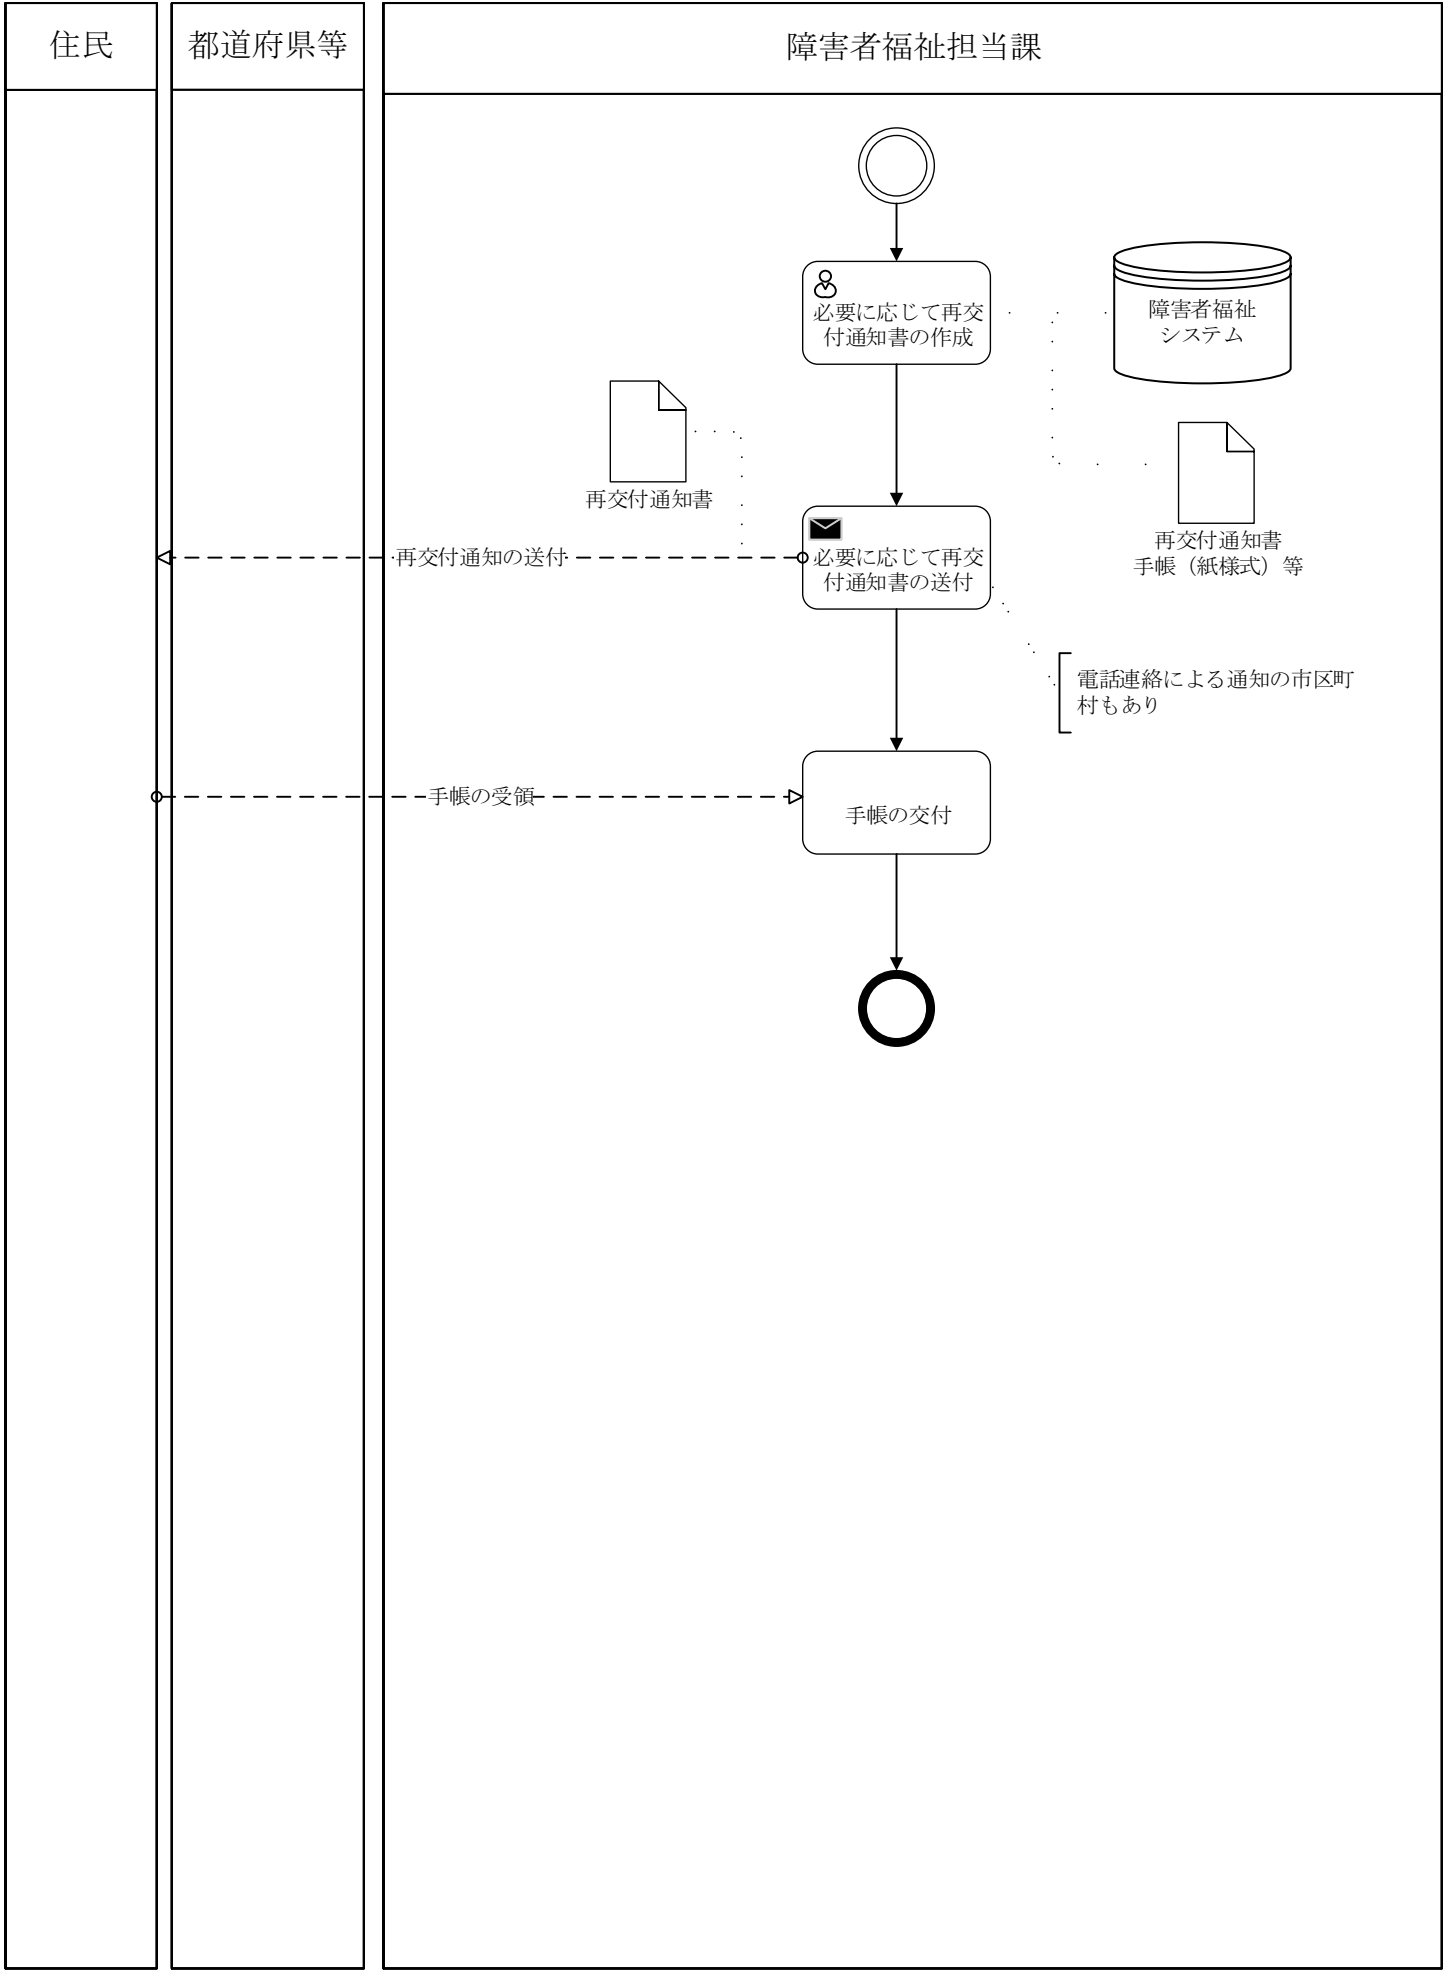 住民
都道府県等
障害者福祉担当課
必要に応じて再交
付通知書の作成
障害者福祉
システム
再交付通知書
再交付通知書
手帳（紙様式）等
再交付通知の送付
必要に応じて再交
付通知書の送付
電話連絡による通知の市区町
村もあり
手帳の受領
手帳の交付